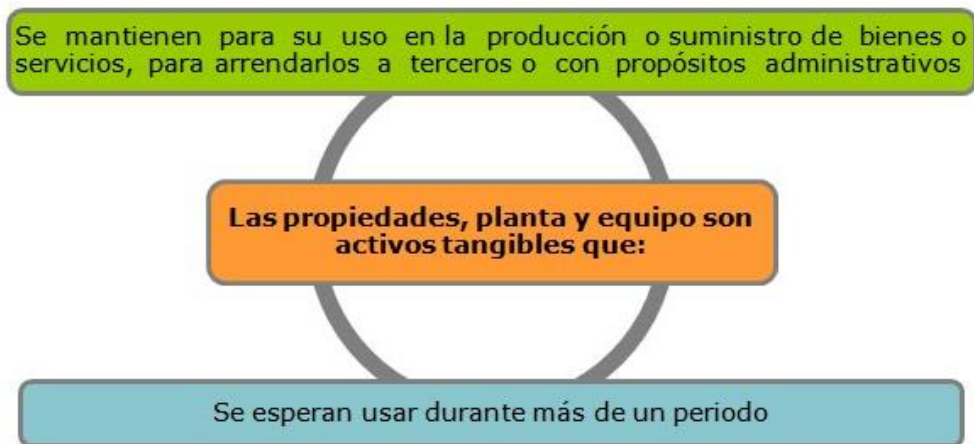 Se mantienen para su uso en la producción o suministro de bienes o
servicios, para arrendarlos a terceros o con propósitos administrativos
Las propiedades, planta y equipo son
activos tangibles que:
Se esperan usar durante más de un periodo